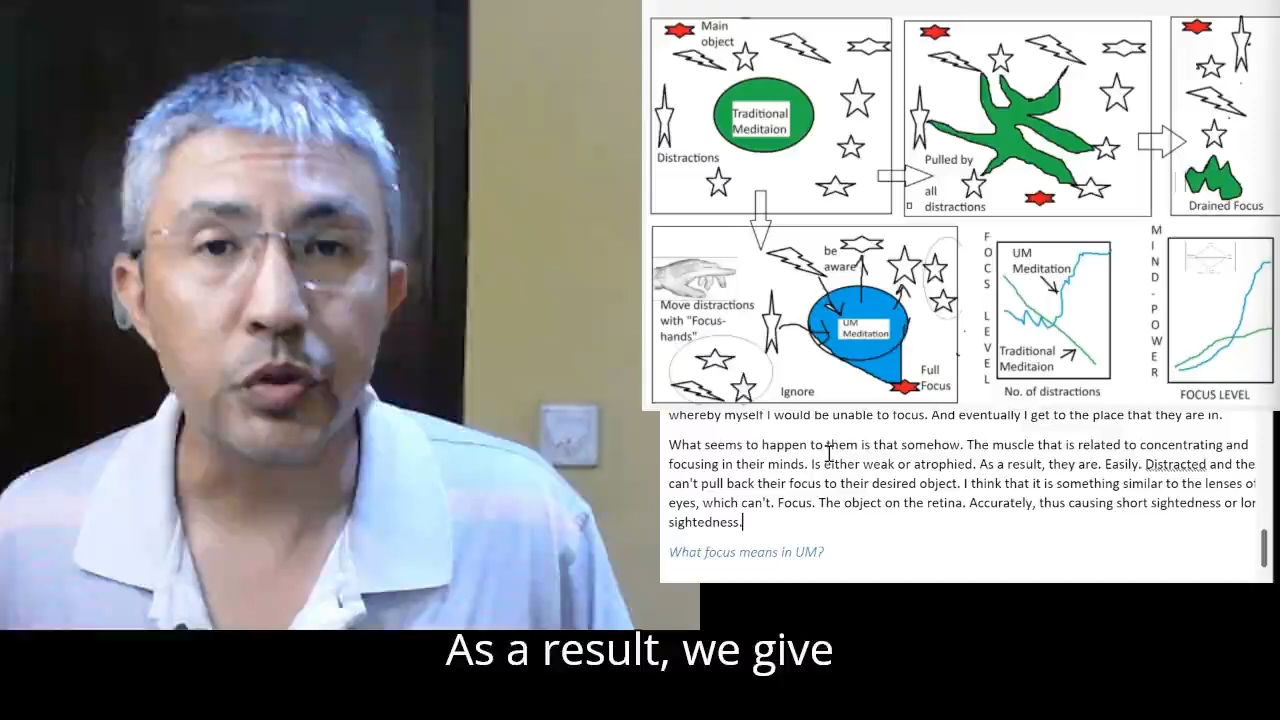 Main
object
Traditional
Meditaion
Distractions
Pulled by
all
distractions
Drained Focus
be
aware
Move distractions
with "Focus-
hands"
UM
Meditation
Ignore
Full
Focus
FOCS LEVEL
UM
Meditation
Traditional
Meditaion
No. of distractions
MIND-POWER
FOCUS LEVEL
whereby myself I would be unable to focus. And eventually I get to the place that they are in.
What seems to happen to them is that somehow. The muscle that is related to concentrating and
focusing in their minds. Is either weak or atrophied. As a result, they are. Easily. Distracted and the
can't pull back their focus to their desired object. I think that it is something similar to the lenses of
eyes, which can't. Focus. The object on the retina. Accurately, thus causing short sightedness or lor
sightedness.
What focus means in UM?
As a result, we give